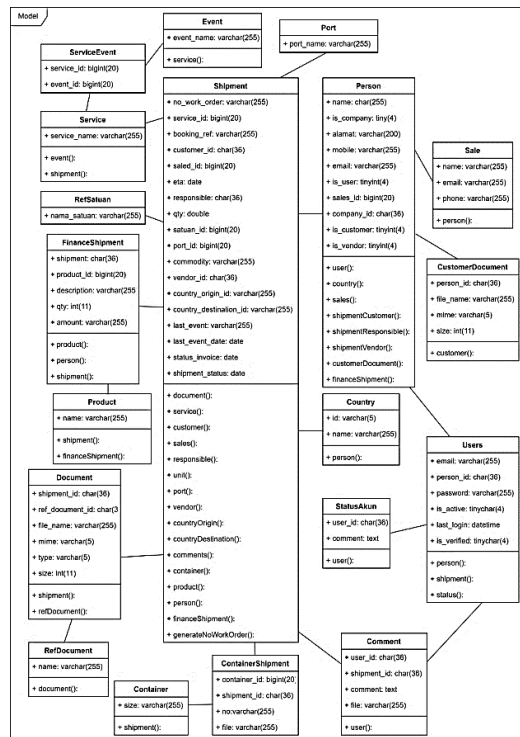 Model
Event
+ event_name: varchar(255)
+ service():
Port
+ port_name: varchar(255)
ServiceEvent
+ service_id: bigint(20)
+ event_id: bigint(20)
Service
+ service_name: varchar(255)
+ event():
+ shipment():
RefSatuan
+ nama_satuan: varchar(255)
FinanceShipment
+ shipment: char(36)
+ product_id: bigint(20)
+ description: varchar(255
+ qty: int(11)
+ amount: varchar(255)
+ product():
+ person():
+ shipment():
Product
+ name: varchar(255)
+ shipment():
+ financeShipment():
Document
+ shipment_id: char(36)
+ ref_document_id: char(3
+ file_name: varchar(255)
+ mime: varchar(5)
+ type: varchar(5)
+ size: int(11)
+ shipment():
+ refDocument():
RefDocument
+ name: varchar(255)
+ document():
Shipment
+ no_work_order: varchar(255)
+ service_id: bigint(20)
+ booking_ref: varchar(255)
+ customer_id: char(36)
+ saled_id: bigint(20)
+ eta: date
+ responsible: char(36)
+ qty: double
+ satuan_id: bigint(20)
+ port_id: bigint(20)
+ commodity: varchar(255)
+ vendor_id: char(36)
+ country_origin_id: varchar(255)
+ country_destination_id: varchar(255)
+ last_event: varchar(255)
+ last_event_date: date
+ status_invoice: date
+ shipment_status: date
+ document():
+ service():
+ customer():
+ sales():
+ responsible():
+ unit():
+ port():
+ vendor():
+ countryOrigin():
+ countryDestination():
+ comments():
+ container():
+ product():
+ person():
+ financeShipment():
+ generateNoWorkOrder():
Person
+ name: char(255)
+ is_company: tiny(4)
+ alamat: varchar(200)
+ mobile: varchar(255)
+ email: varchar(255)
+ is_user: tinyint(4)
+ sales_id: bigint(20)
+ company_id: char(36)
+ is_customer: tinyint(4)
+ is_vendor: tinyint(4)
+ user():
+ country():
+ sales():
+ shipmentCustomer():
+ shipmentResponsible():
+ shipmentVendor():
+ customerDocument():
+ financeShipment():
Sale
+ name: varchar(255)
+ email: varchar(255)
+ phone: varchar(255)
+ person():
CustomerDocument
+ person_id: char(36)
+ file_name: varchar(255)
+ mime: varchar(5)
+ size: int(11)
+ customer():
Country
+ id: varchar(5)
+ name: varchar(255)
+ person():
Users
+ email: varchar(255)
+ person_id: char(36)
+ password: varchar(255)
+ is_active: tinychar(4)
+ last_login: datetime
+ is_verified: tinychar(4)
+ person():
+ shipment():
+ status():
StatusAkun
+ user_id: char(36)
+ comment: text
+ user():
Comment
+ user_id: char(36)
+ shipment_id: char(36)
+ comment: text
+ file: varchar(255)
+ user():
Container
+ size: varchar(255)
+ shipment():
ContainerShipment
+ container_id: bigint(20)
+ shipment_id: char(36)
+ no:varchar(255)
+ file: varchar(255)